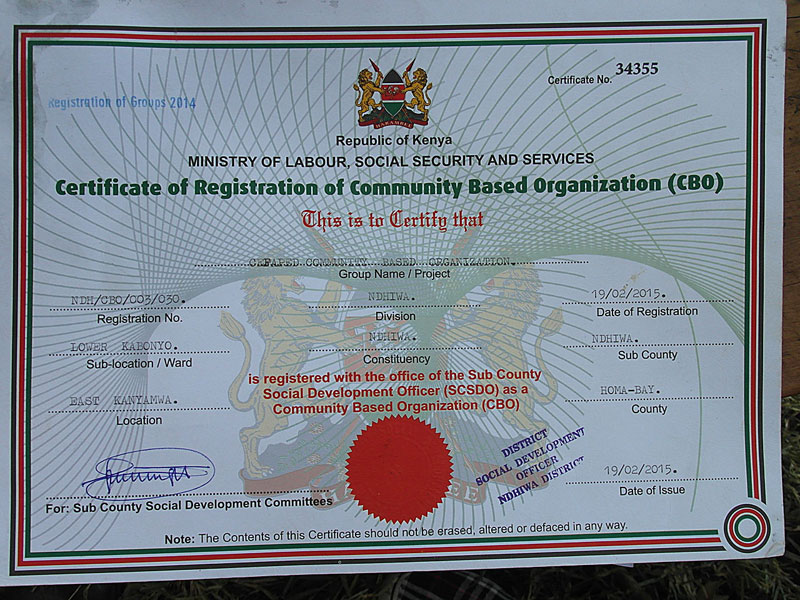 Certificate No. 34355
Registration of Groups 2014
HARAMBEE
Republic of Kenya
MINISTRY OF LABOUR, SOCIAL SECURITY AND SERVICES
Certificate of Registration of Community Based Organization (CBO)
This is to Certify that
CEFAPED COMMUNITY BASED ORGANIZATION.
Group Name / Project
NDH/CBO/003/030.
NDHIWA.
19/02/2015.
Registration No.
Division
Date of Registration
LOWER KABONYO.
NDHIWA.
NDHIWA.
Sub-location / Ward
Constituency
Sub County
is registered with the office of the Sub County
Social Development Officer (SCSDO) as a
Community Based Organization (CBO)
EAST KANYAMWA.
HOMA-BAY.
Location
County
DISTRICT
SOCIAL DEVELOPMENT
OFFICER
NDHIWA DISTRICT
19/02/2015.
For: Sub County Social Development Committees
Date of Issue
Note: The Contents of this Certificate should not be erased, altered or defaced in any way.